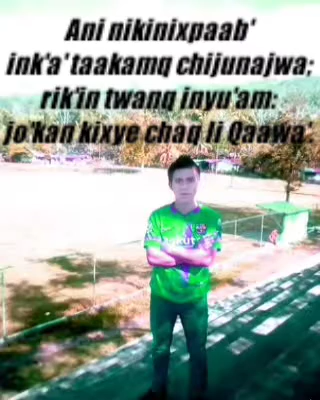 Ani nikinixpaab'
ink'a' taakamq chijunajwa;
rik'in twanq inyu'am:
jo'kan kixye chaq li Qaawa'.